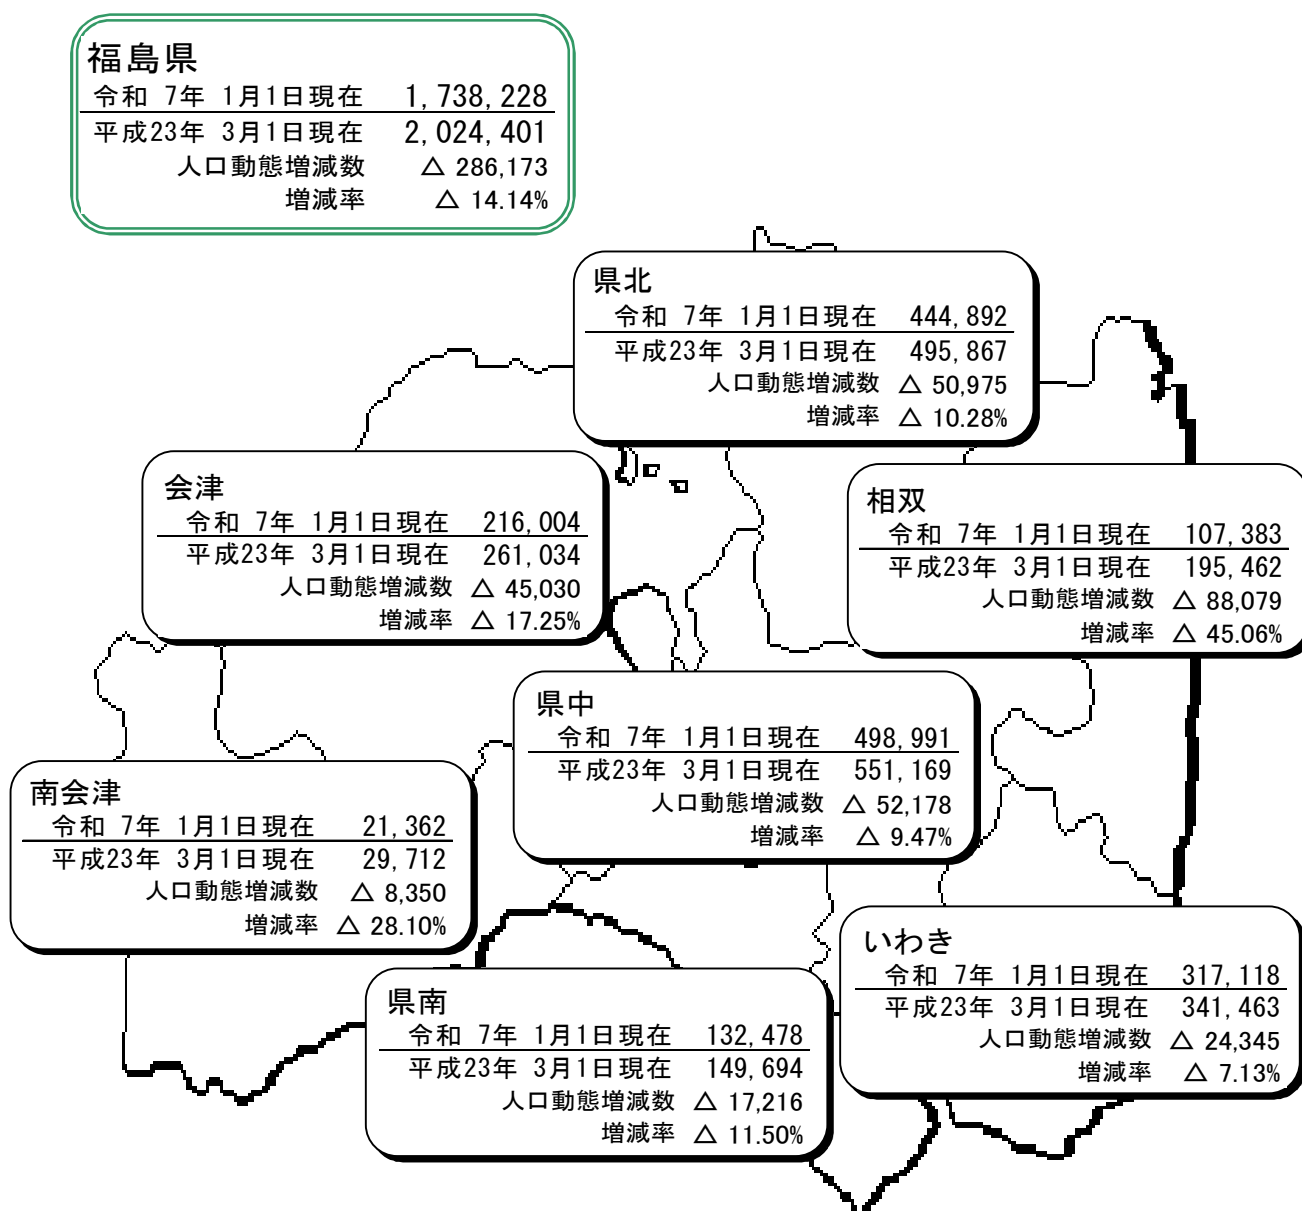 福島県
令和 7年 1月1日現在 1,738,228
平成23年 3月1日現在 2,024,401
人口動態増減数 △ 286,173
増減率 △ 14.14%
県北
令和 7年 1月1日現在 444,892
平成23年 3月1日現在 495,867
人口動態増減数 △ 50,975
増減率 △ 10.28%
会津
令和 7年 1月1日現在 216,004
平成23年 3月1日現在 261,034
人口動態増減数 △ 45,030
増減率 △ 17.25%
相双
令和 7年 1月1日現在 107,383
平成23年 3月1日現在 195,462
人口動態増減数 △ 88,079
増減率 △ 45.06%
県中
令和 7年 1月1日現在 498,991
平成23年 3月1日現在 551,169
人口動態増減数 △ 52,178
増減率 △ 9.47%
南会津
令和 7年 1月1日現在 21,362
平成23年 3月1日現在 29,712
人口動態増減数 △ 8,350
増減率 △ 28.10%
いわき
令和 7年 1月1日現在 317,118
平成23年 3月1日現在 341,463
人口動態増減数 △ 24,345
増減率 △ 7.13%
県南
令和 7年 1月1日現在 132,478
平成23年 3月1日現在 149,694
人口動態増減数 △ 17,216
増減率 △ 11.50%